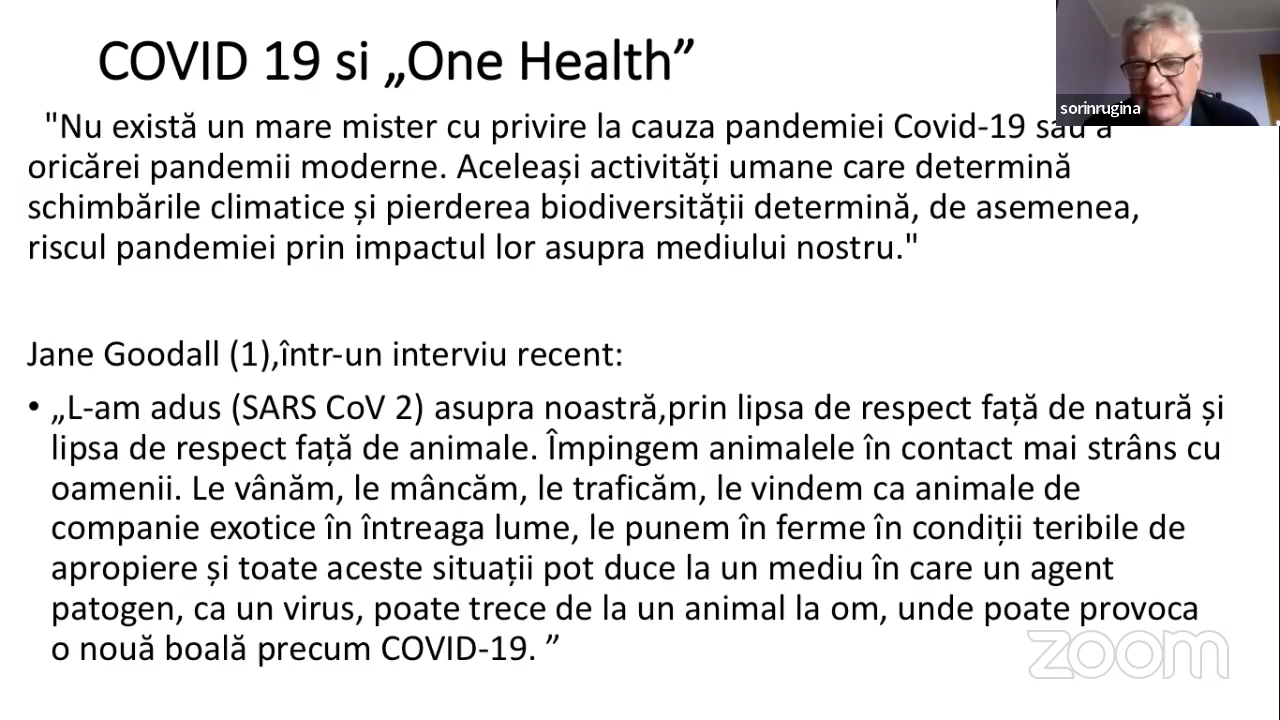 COVID 19 si „One Health”
sorinrugina
"Nu există un mare mister cu privire la cauza pandemiei Covid-19 sau a
oricărei pandemii moderne. Aceleași activități umane care determină
schimbările climatice și pierderea biodiversității determină, de asemenea,
riscul pandemiei prin impactul lor asupra mediului nostru."
Jane Goodall (1),într-un interviu recent:
• „L-am adus (SARS CoV 2) asupra noastră,prin lipsa de respect față de natură și
lipsa de respect față de animale. Împingem animalele în contact mai strâns cu
oamenii. Le vânăm, le mâncăm, le traficăm, le vindem ca animale de
companie exotice în întreaga lume, le punem în ferme în condiții teribile de
apropiere și toate aceste situații pot duce la un mediu în care un agent
patogen, ca un virus, poate trece de la un animal la om, unde poate provoca
o nouă boală precum COVID-19. ”
zoom